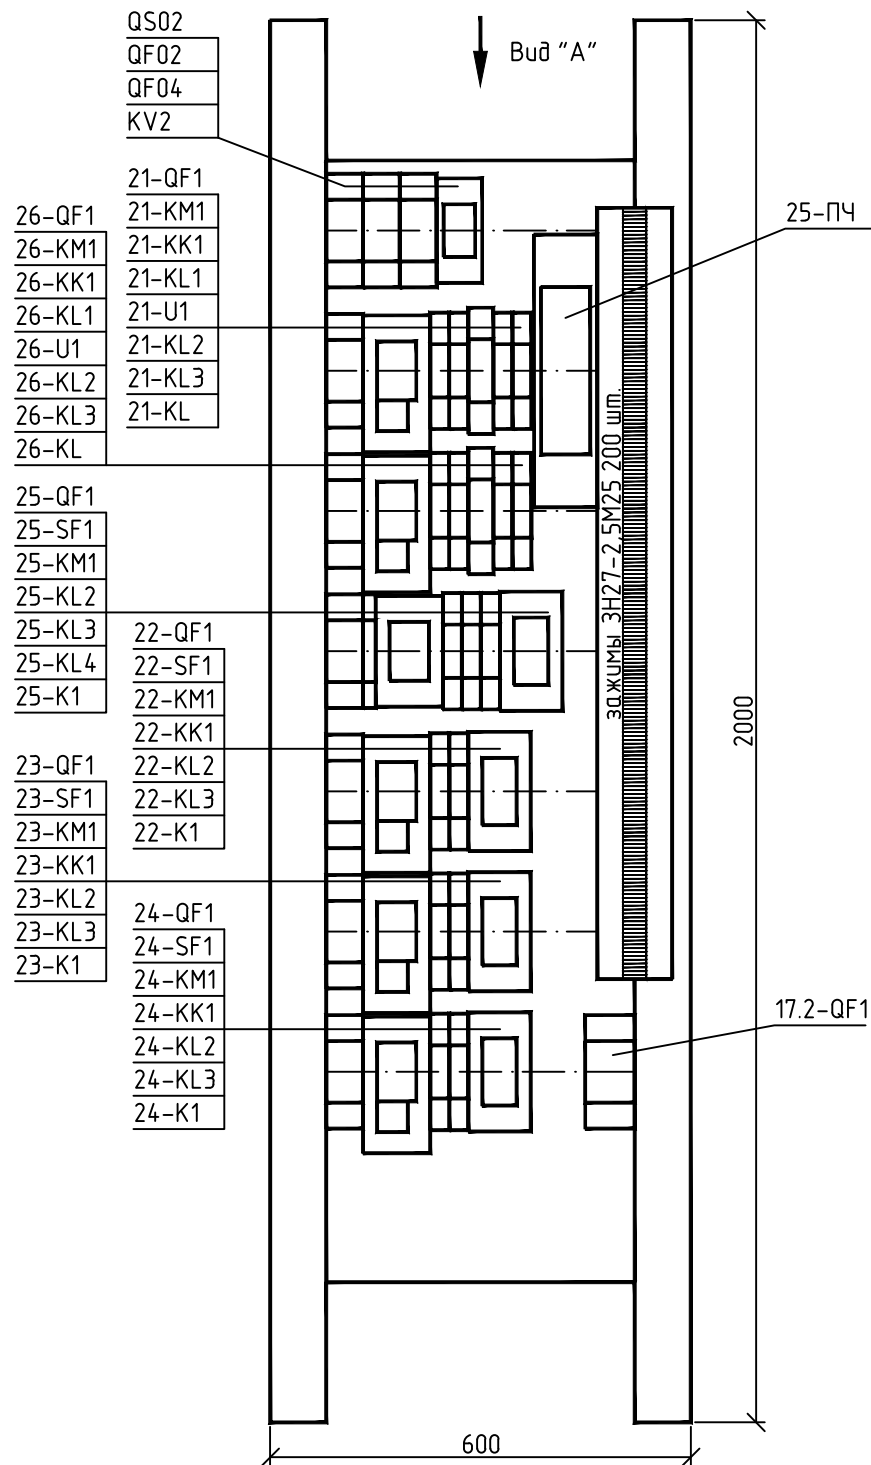 QS02
QF02
QF04
KV2
Вид "А"
21-QF1
21-KM1
21-KK1
21-KL1
21-U1
21-KL2
21-KL3
21-KL
26-QF1
26-KM1
26-KK1
26-KL1
26-U1
26-KL2
26-KL3
26-KL
25-ПЧ
25-QF1
25-SF1
25-KM1
25-KL2
25-KL3
25-KL4
25-K1
22-QF1
22-SF1
22-KM1
22-KK1
22-KL2
22-KL3
22-K1
зажимы ЗН27-2,5М25 200 шт.
2000
23-QF1
23-SF1
23-KM1
23-KK1
23-KL2
23-KL3
23-K1
24-QF1
24-SF1
24-KM1
24-KK1
24-KL2
24-KL3
24-K1
17.2-QF1
600